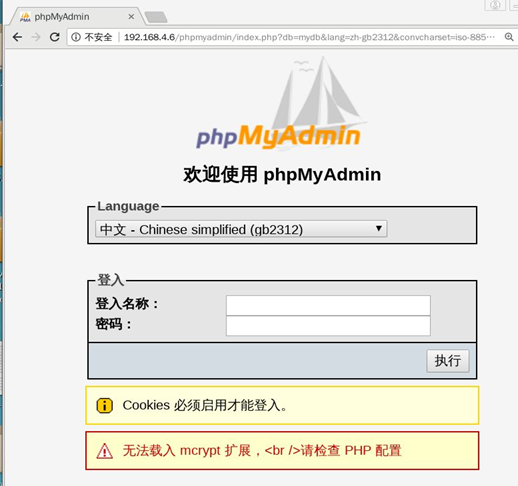 phpMyAdmin
不安全 192.168.4.6/phpmyadmin/index.php?db=mydb&lang=zh-gb2312&convcharset=iso-885…
phpMyAdmin
欢迎使用 phpMyAdmin
Language
中文 - Chinese simplified (gb2312)
登入
登入名称：
密码：
执行
Cookies 必须启用才能登入。
无法载入 mcrypt 扩展，<br />请检查 PHP 配置